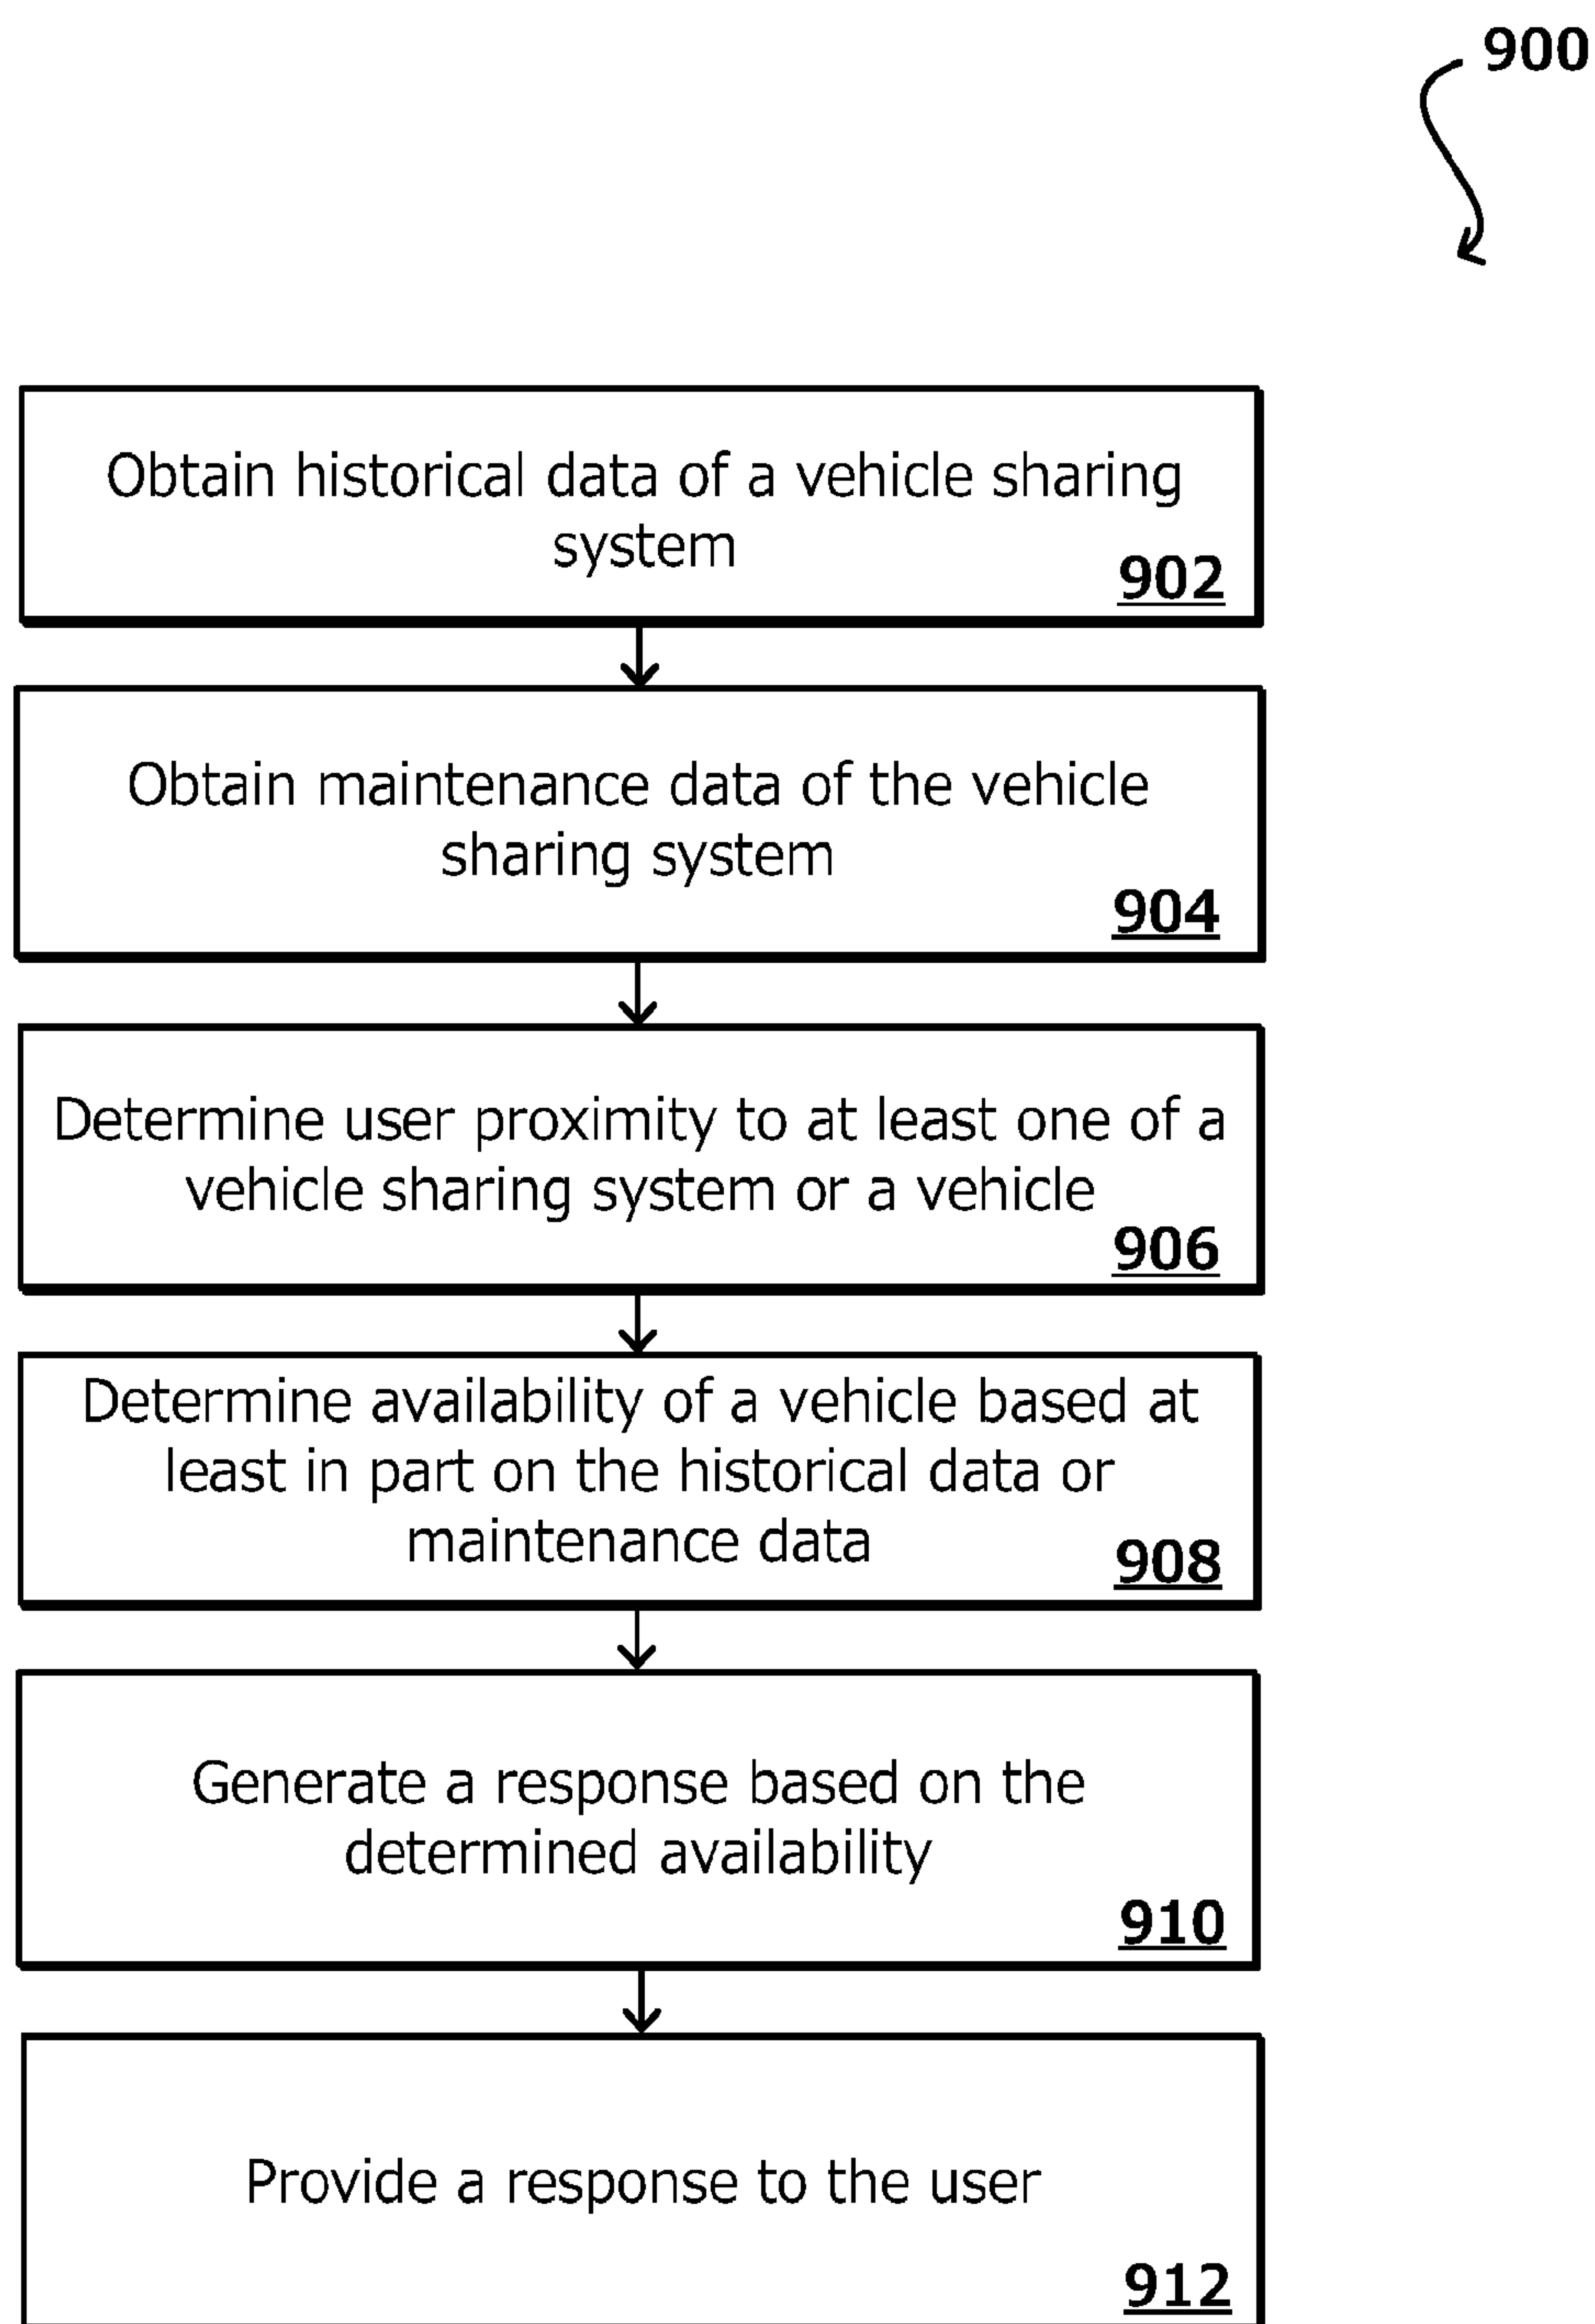 900
Obtain historical data of a vehicle sharing
system
902
Obtain maintenance data of the vehicle
sharing system
904
Determine user proximity to at least one of a
vehicle sharing system or a vehicle
906
Determine availability of a vehicle based at
least in part on the historical data or
maintenance data
908
Generate a response based on the
determined availability
910
Provide a response to the user
912